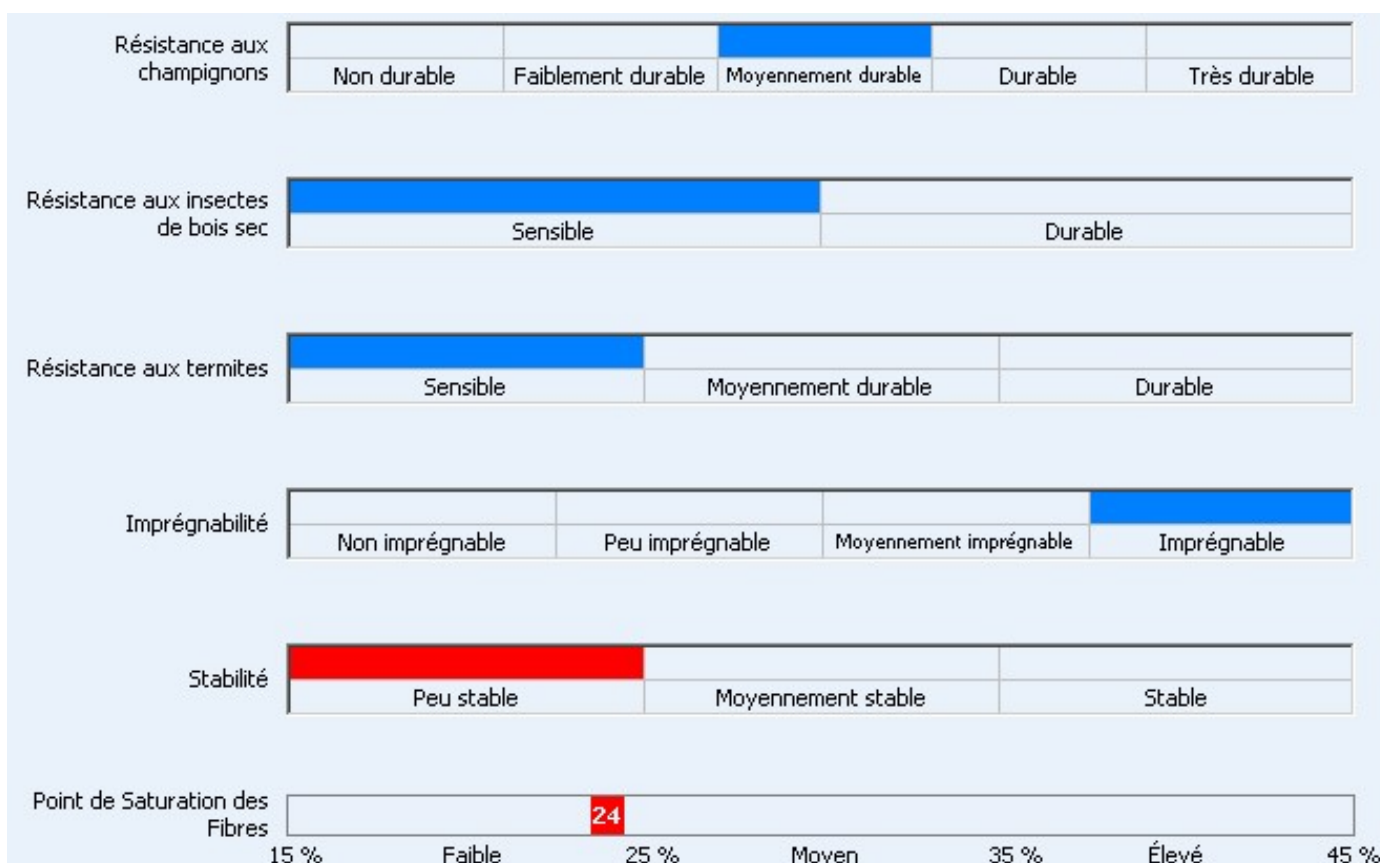 Résistance aux
champignons
Non durable Faiblement durable Moyennement durable Durable Très durable
Résistance aux insectes
de bois sec
Sensible Durable
Résistance aux termites
Sensible Moyennement durable Durable
Imprégnabilité
Non imprégnable Peu imprégnable Moyennement imprégnable Imprégnable
Stabilité
Peu stable Moyennement stable Stable
Point de Saturation des
Fibres
24
15 % Faible 25 % Moyen 35 % Élevé 45 %